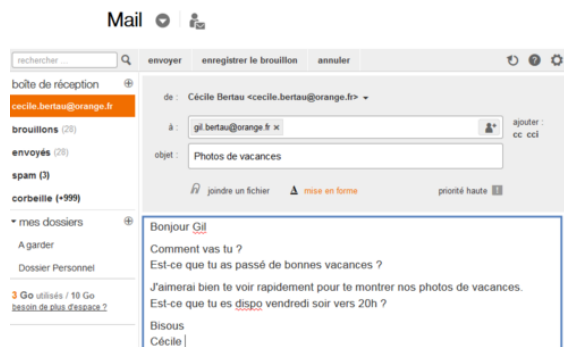 Mail
rechercher ...
envoyer enregistrer le brouillon annuler
boîte de réception
cecile.bertau@orange.fr
brouillons (28)
envoyés (28)
spam (3)
corbeille (+999)
mes dossiers
A garder
Dossier Personnel
3 Go utilisés / 10 Go
besoin de plus d'espace ?
de : Cécile Bertau <cecile.bertau@orange.fr>
à : gil.bertau@orange.fr ×
ajouter :
cc cci
objet : Photos de vacances
joindre un fichier A mise en forme priorité haute !!
Bonjour Gil
Comment vas tu ?
Est-ce que tu as passé de bonnes vacances ?
J'aimerai bien te voir rapidement pour te montrer nos photos de vacances.
Est-ce que tu es dispo vendredi soir vers 20h ?
Bisous
Cécile